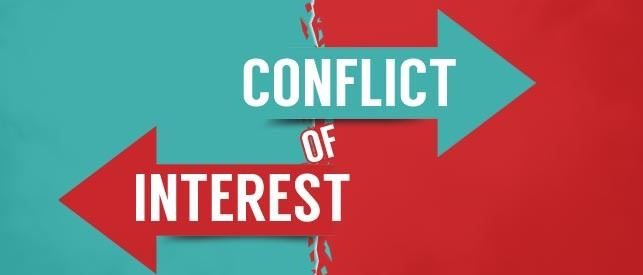 CONFLICT
OF
INTEREST